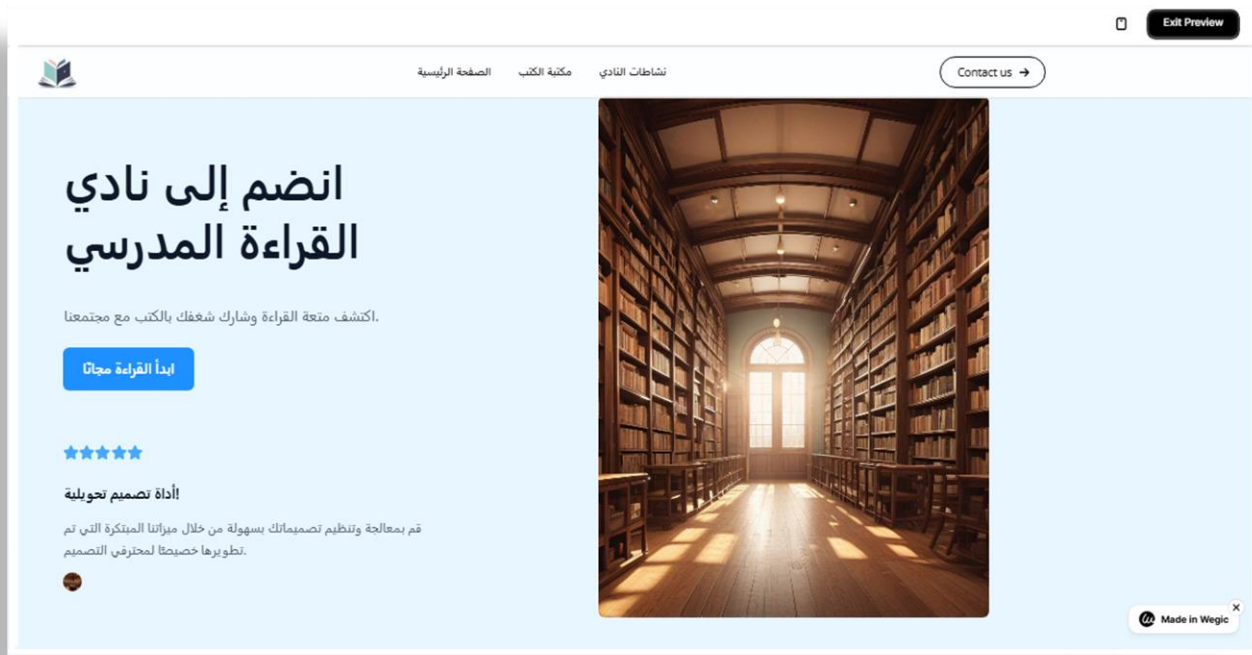 Exit Preview
الصفحة الرئيسية
مكتبة الكتب
نشاطات النادي
Contact us →
انضم إلى نادي
القراءة المدرسي
اكتشف متعة القراءة وشارك شغفك بالكتب مع مجتمعنا.
ابدأ القراءة مجانًا
أداة تصميم تحويلية!
قم بمعالجة وتنظيم تصميماتك بسهولة من خلال ميزاتنا المبتكرة التي تم
تطويرها خصيصًا لمحترفي التصميم.
Made in Wegic